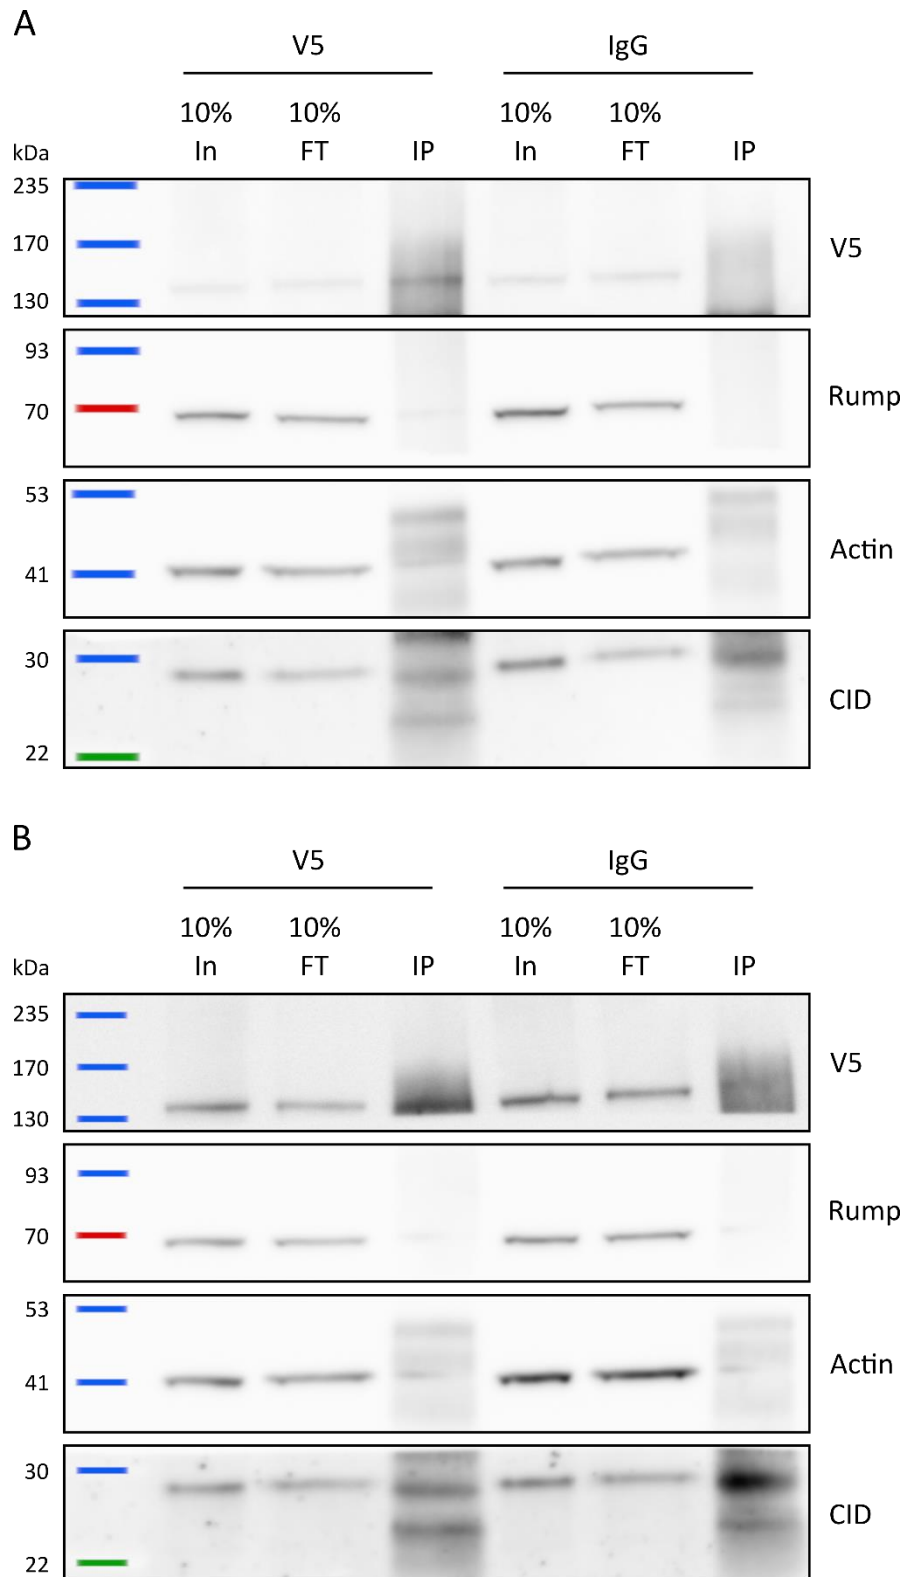 A
V5 IgG
10% 10% 10% 10%
kDa In FT IP In FT IP
235
170 V5
130
93
70 Rump
53
41 Actin
30
22 CID
B
V5 IgG
10% 10% 10% 10%
kDa In FT IP In FT IP
235
170 V5
130
93
70 Rump
53
41 Actin
30
22 CID